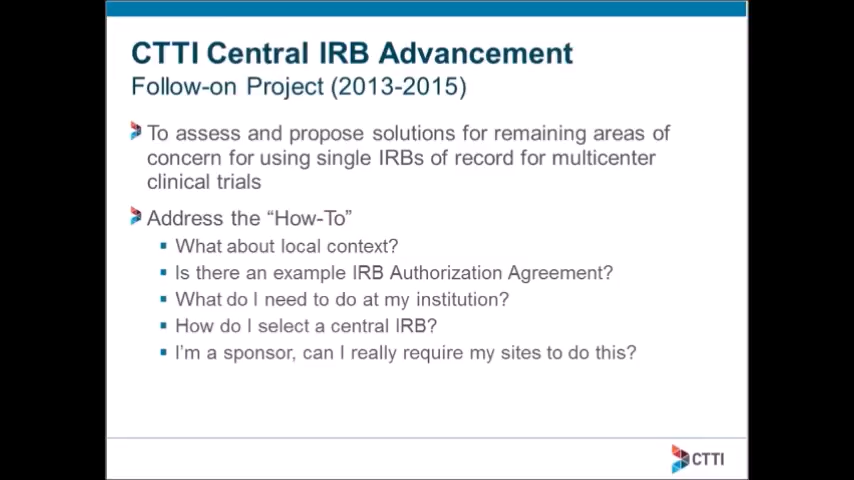 CTTI Central IRB Advancement
Follow-on Project (2013-2015)
To assess and propose solutions for remaining areas of
concern for using single IRBs of record for multicenter
clinical trials
Address the “How-To”
What about local context?
Is there an example IRB Authorization Agreement?
What do I need to do at my institution?
How do I select a central IRB?
I’m a sponsor, can I really require my sites to do this?
CTTI